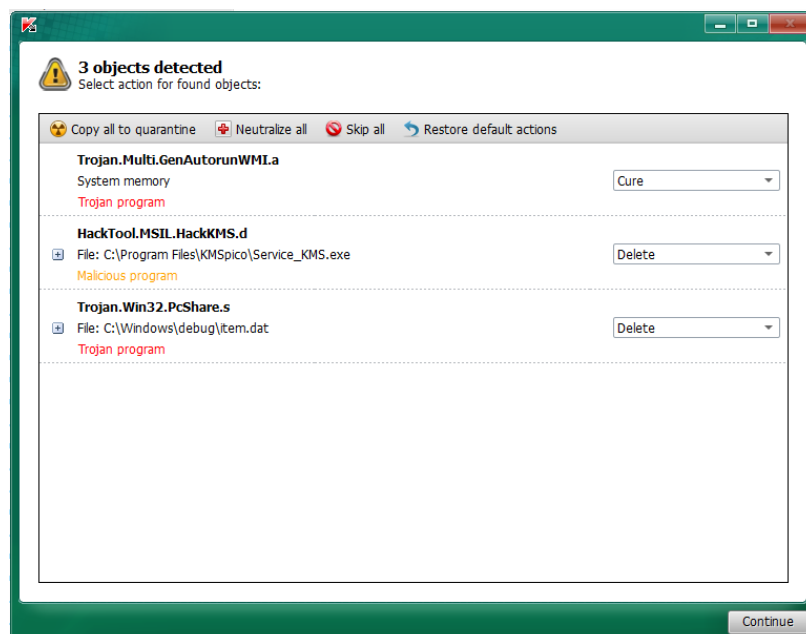 3 objects detected
Select action for found objects:
Copy all to quarantine Neutralize all Skip all Restore default actions
Trojan.Multi.GenAutorunWMI.a
System memory Cure
Trojan program
HackTool.MSIL.HackKMS.d
File: C:\Program Files\KMSpico\Service_KMS.exe Delete
Malicious program
Trojan.Win32.PcShare.s
File: C:\Windows\debug\item.dat Delete
Trojan program
Continue